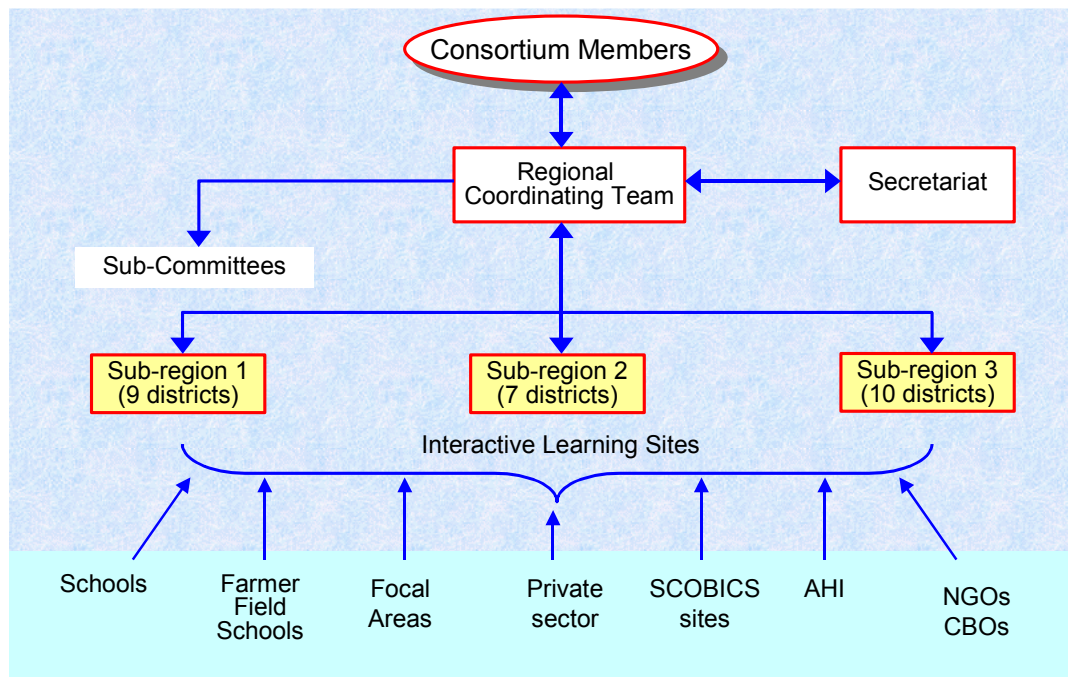 Consortium Members
Regional
Coordinating Team
Secretariat
Sub-Committees
Sub-region 1
(9 districts)
Sub-region 2
(7 districts)
Sub-region 3
(10 districts)
Interactive Learning Sites
Schools
Farmer
Field
Schools
Focal
Areas
Private
sector
SCOBICS
sites
AHI
NGOs
CBOs